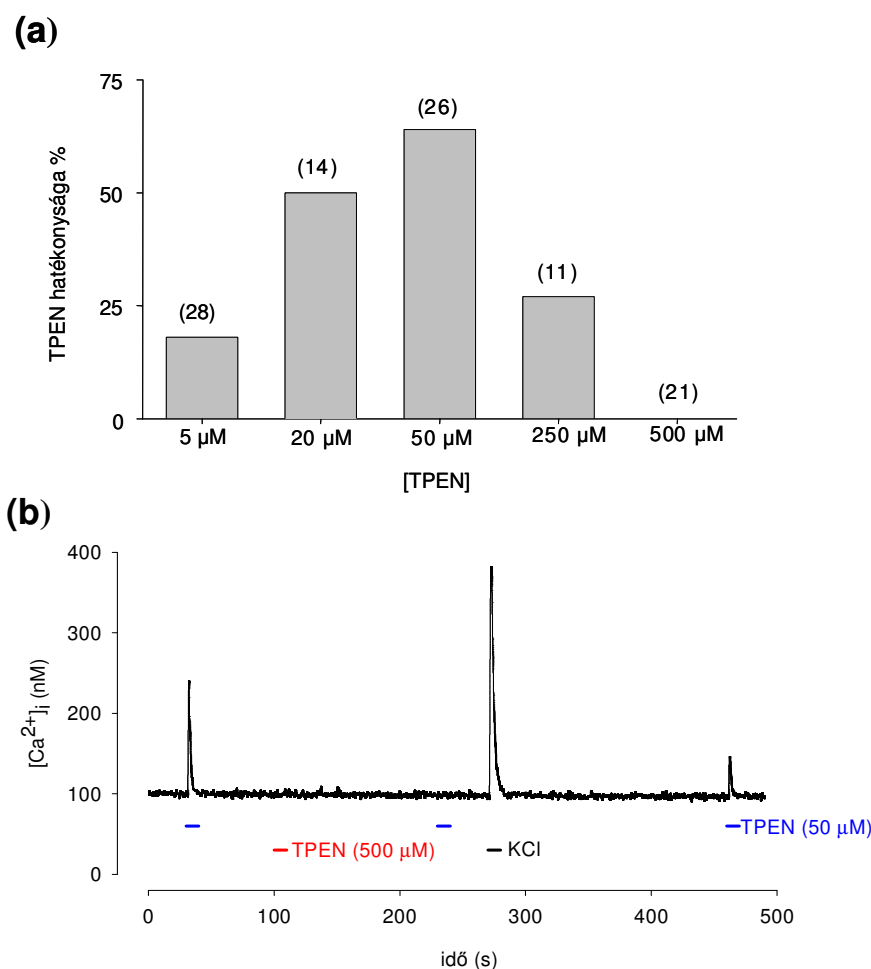 (a)
75
50
25
0
TPEN hatékonysága %
(28)
(14)
(26)
(11)
(21)
5 µM
20 µM
50 µM
250 µM
500 µM
[TPEN]
(b)
400
300
200
100
0
[Ca2+]i (nM)
TPEN (50 µM)
TPEN (500 µM)
KCl
0
100
200
300
400
500
idő (s)